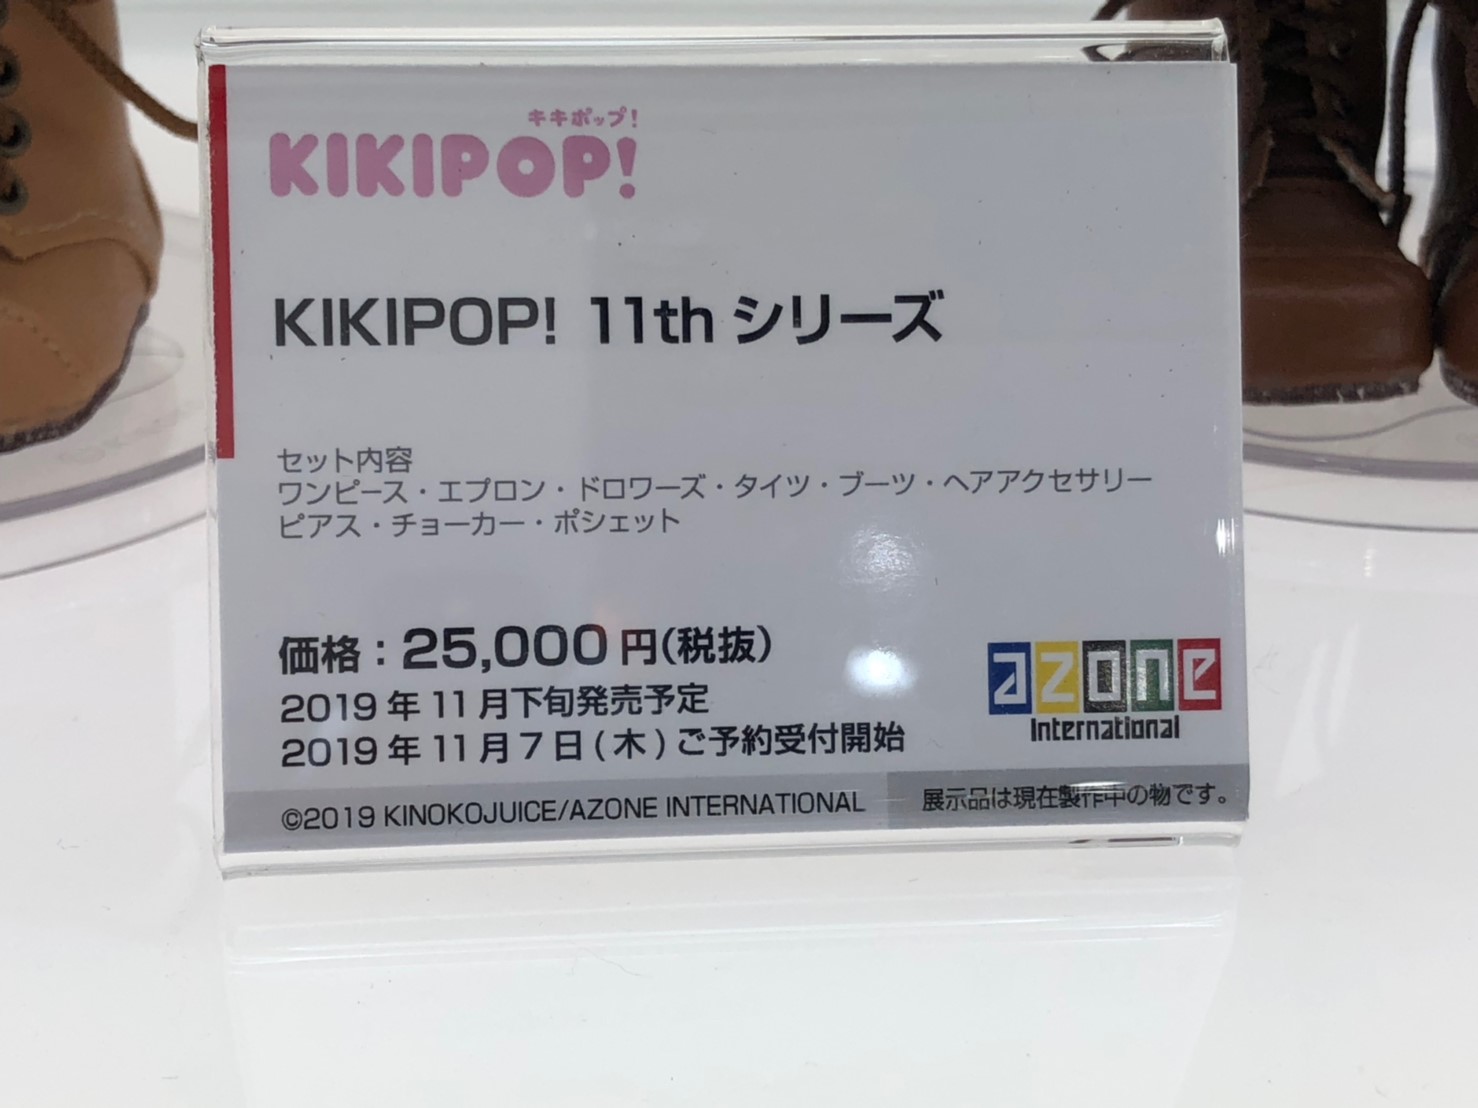 キキポップ!
KIKIPOP!
KIKIPOP! 11th シリーズ
セット内容
ワンピース・エプロン・ドロワーズ・タイツ・ブーツ・ヘアアクセサリー
ピアス・チョーカー・ポシェット
価格：25,000円(税抜)
2019年11月下旬発売予定
2019年11月7日(木)ご予約受付開始
azone
International
©2019 KINOKOJUICE/AZONE INTERNATIONAL
展示品は現在製作中の物です。